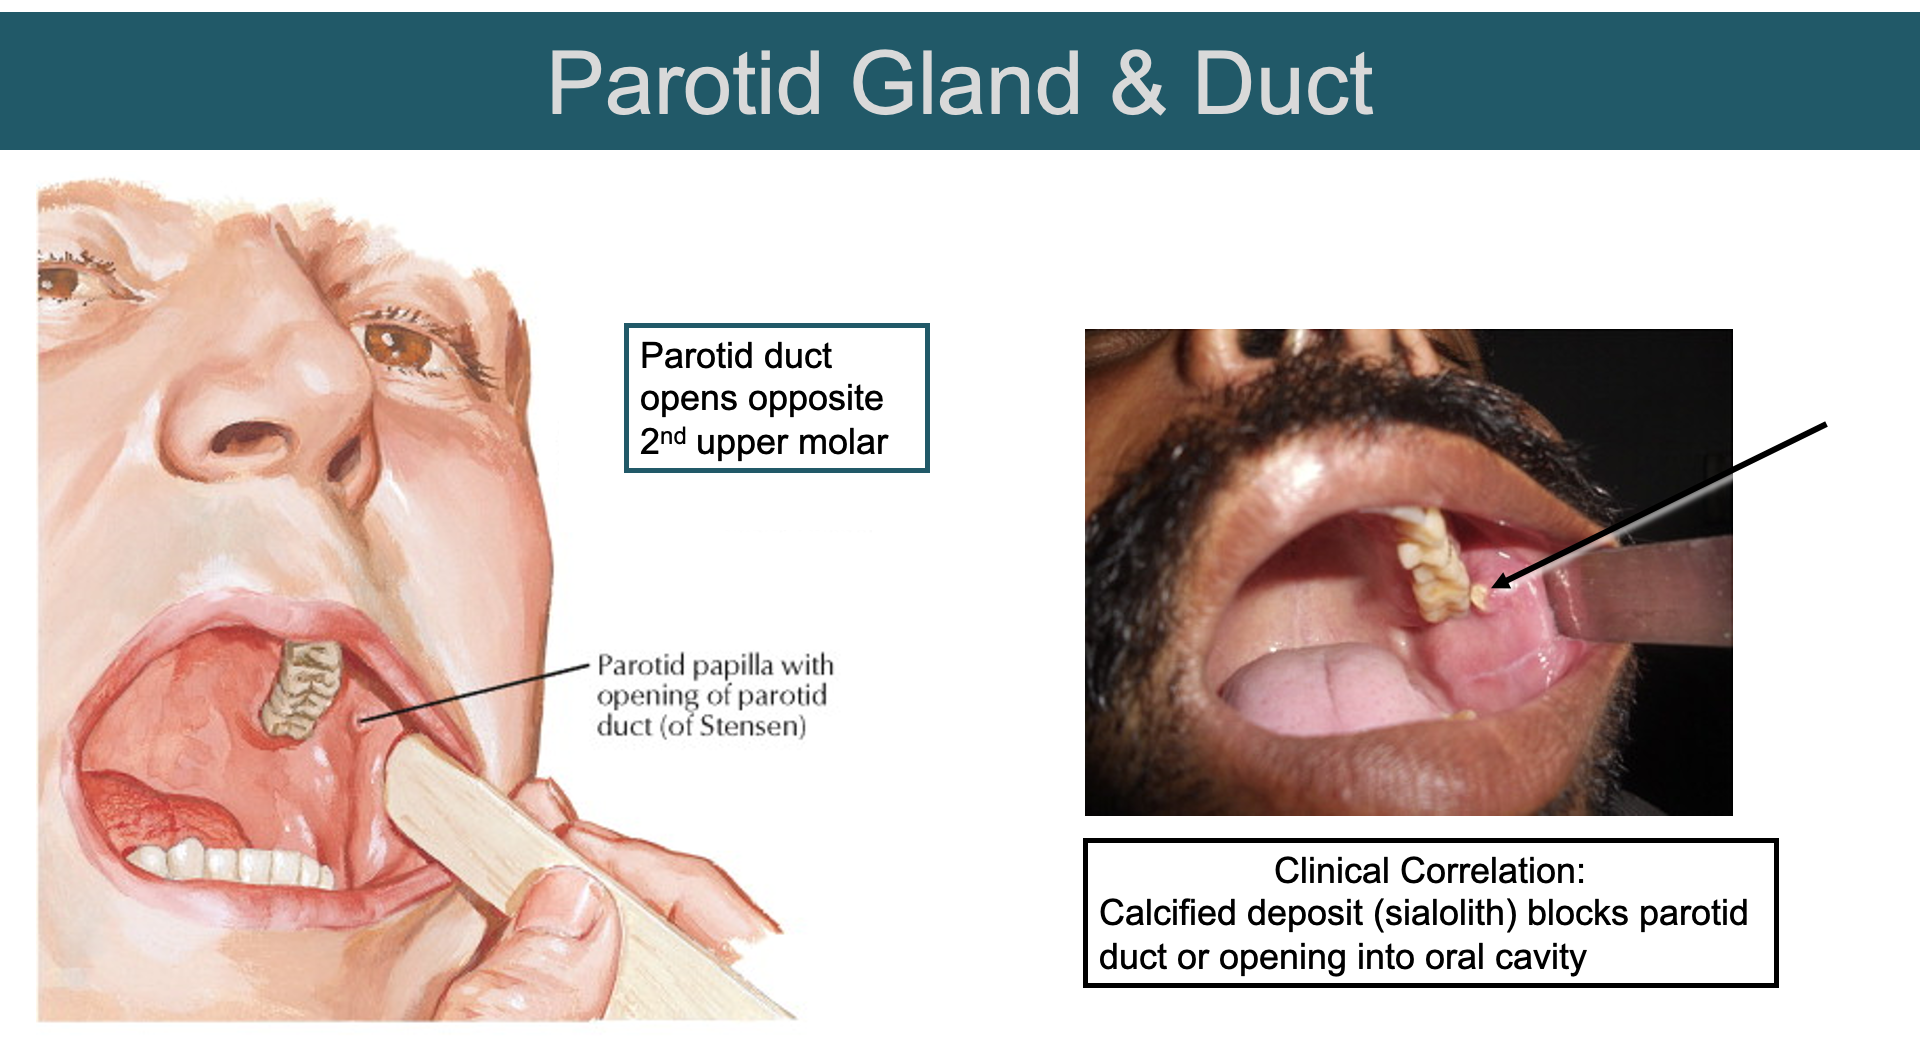 Parotid Gland & Duct
Parotid duct
opens opposite
2nd upper molar
Parotid papilla with
opening of parotid
duct (of Stensen)
Clinical Correlation:
Calcified deposit (sialolith) blocks parotid
duct or opening into oral cavity